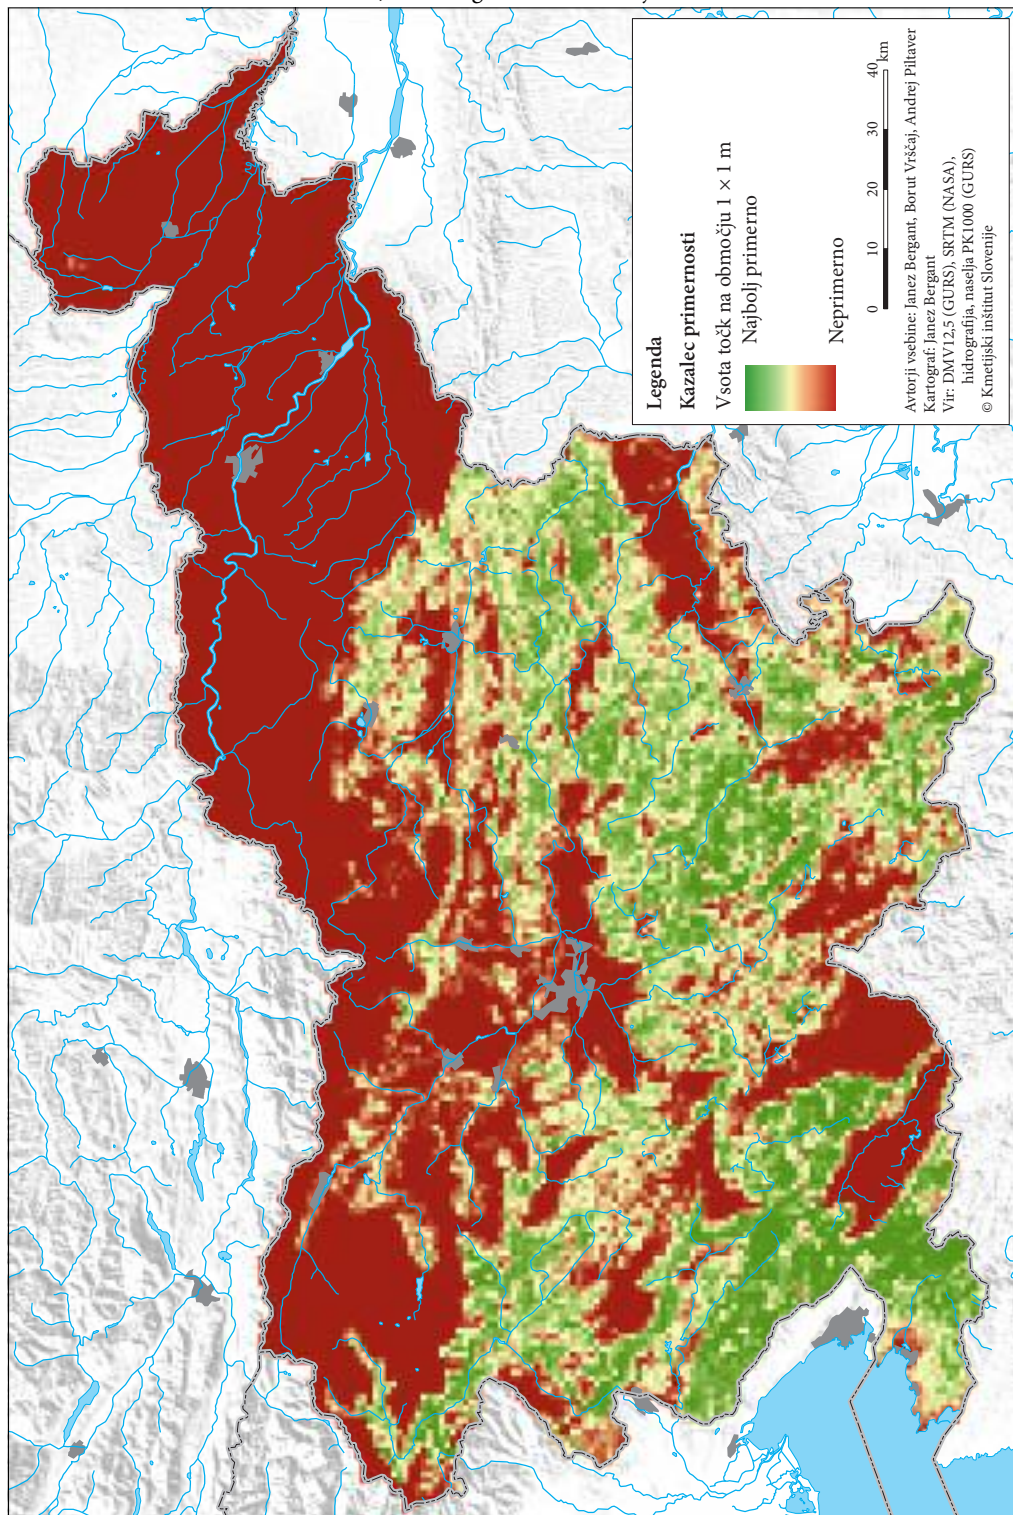 Legenda
Kazalec primernosti
Vsota točk na območju 1 × 1 m
Najbolj primerno
Neprimerno
0 10 20 30 40
km
Avtorji vsebine: Janez Bergant, Borut Vrščaj, Andrej Piltaver
Kartograf: Janez Bergant
Vir: DMV12,5 (GURS), SRTM (NASA),
hidrografija, naselja PK1000 (GURS)
© Kmetijski inštitut Slovenije